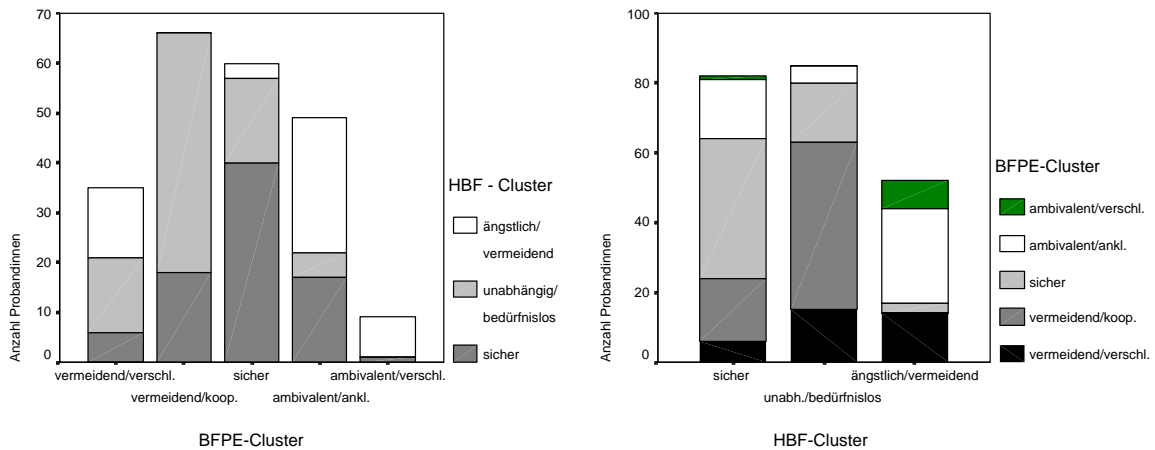 70
60
50
40
30
20
10
0
Anzahl Probandinnen
vermeidend/verschl.
sicher
ambivalent/verschl.
vermeidend/koop.
ambivalent/ankl.
BFPE-Cluster
HBF - Cluster
ängstlich/
vermeidend
unabhängig/
bedürfnislos
sicher
100
80
60
40
20
0
Anzahl Probandinnen
sicher
ängstlich/vermeidend
unabh./bedürfnislos
HBF-Cluster
BFPE-Cluster
ambivalent/verschl.
ambivalent/ankl.
sicher
vermeidend/koop.
vermeidend/verschl.